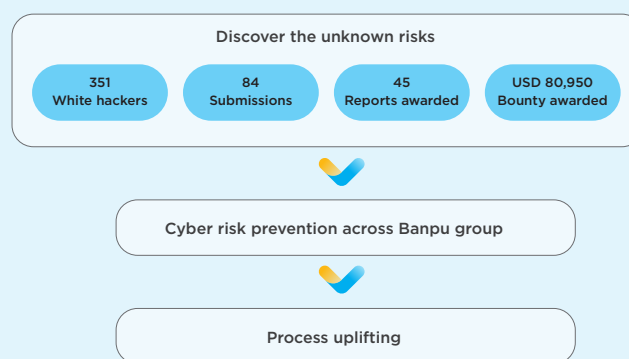 Discover the unknown risks
351
White hackers
84
Submissions
45
Reports awarded
USD 80,950
Bounty awarded
Cyber risk prevention across Banpu group
Process uplifting